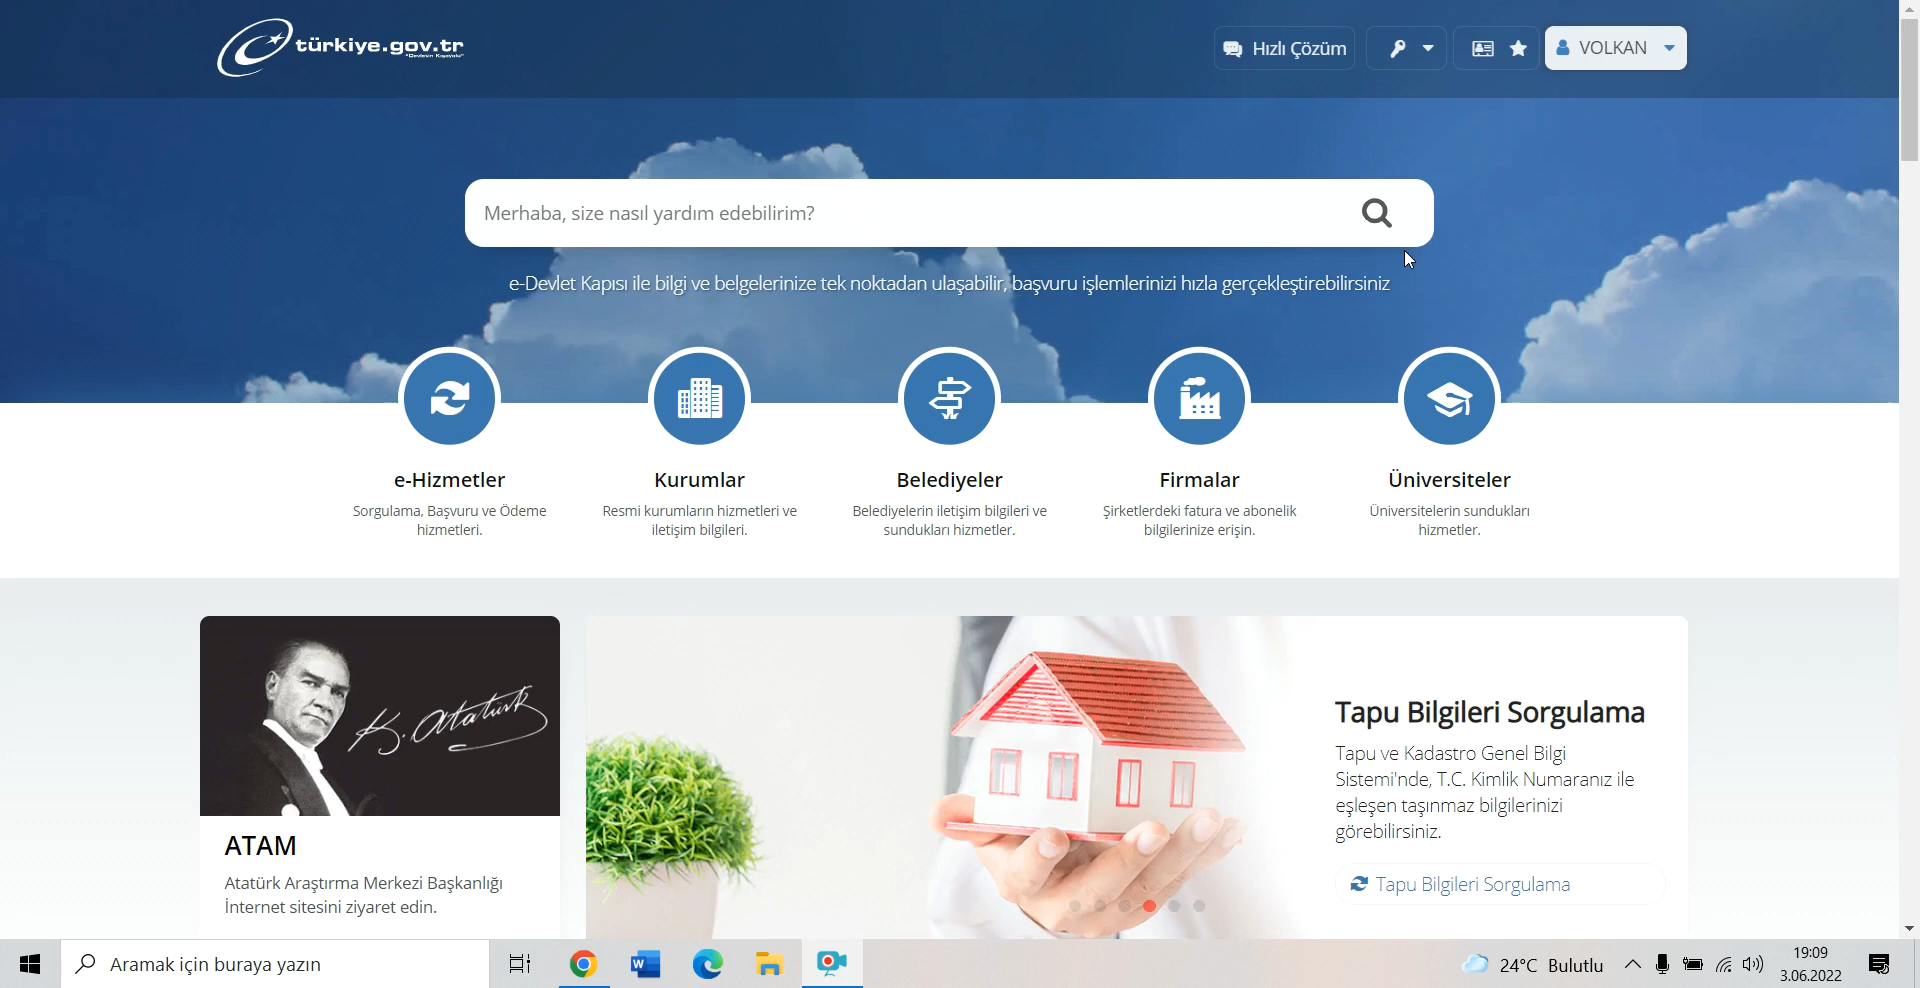 türkiye.gov.tr
Hızlı Çözüm
VOLKAN
Merhaba, size nasıl yardım edebilirim?
e-Devlet Kapısı ile bilgi ve belgelerinize tek noktadan ulaşabilir, başvuru işlemlerinizi hızla gerçekleştirebilirsiniz
e-Hizmetler
Sorgulama, Başvuru ve Ödeme
hizmetleri.
Kurumlar
Resmi kurumların hizmetleri ve
iletişim bilgileri.
Belediyeler
Belediyelerin iletişim bilgileri ve
sundukları hizmetler.
Firmalar
Şirketlerdeki fatura ve abonelik
bilgilerinize erişin.
Üniversiteler
Üniversitelerin sundukları
hizmetler.
K. Atatürk
ATAM
Atatürk Araştırma Merkezi Başkanlığı
İnternet sitesini ziyaret edin.
Tapu Bilgileri Sorgulama
Tapu ve Kadastro Genel Bilgi
Sistemi'nde, T.C. Kimlik Numaranız ile
eşleşen taşınmaz bilgilerinizi
görebilirsiniz.
Tapu Bilgileri Sorgulama
Aramak için buraya yazın
24°C Bulutlu
19:09
3.06.2022